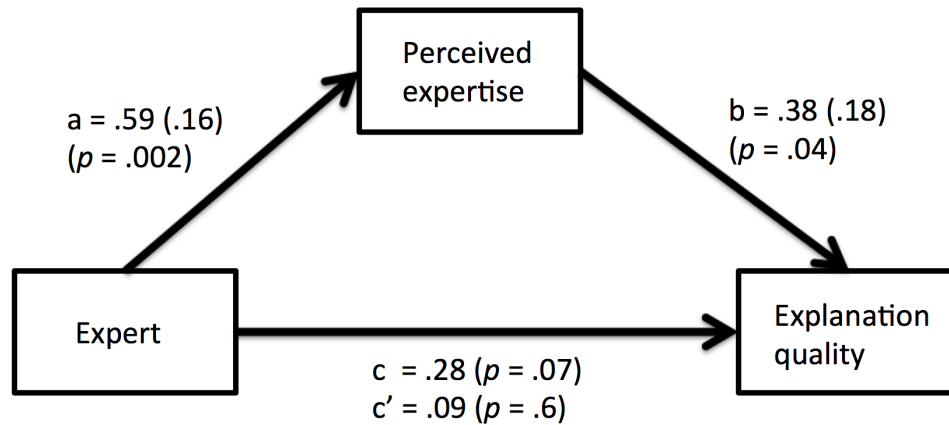 Perceived
expertise
a = .59 (.16)
(p = .002)
b = .38 (.18)
(p = .04)
Expert
Explanation
quality
c = .28 (p = .07)
c’ = .09 (p = .6)